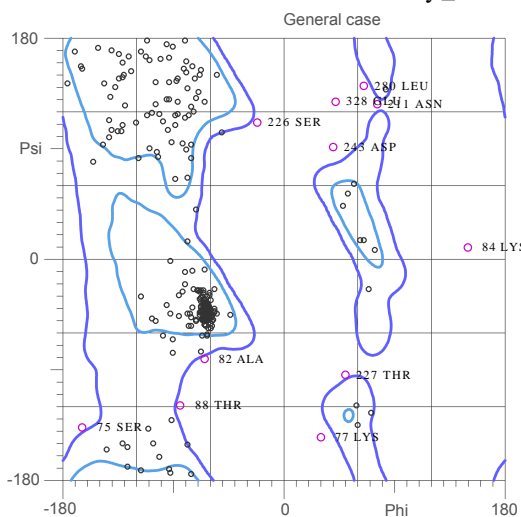 General case
180
280 LEU
328 GLU
211 ASN
226 SER
Psi
243 ASP
84 LYS
0
82 ALA
227 THR
88 THR
75 SER
77 LYS
-180
-180
0
Phi
180